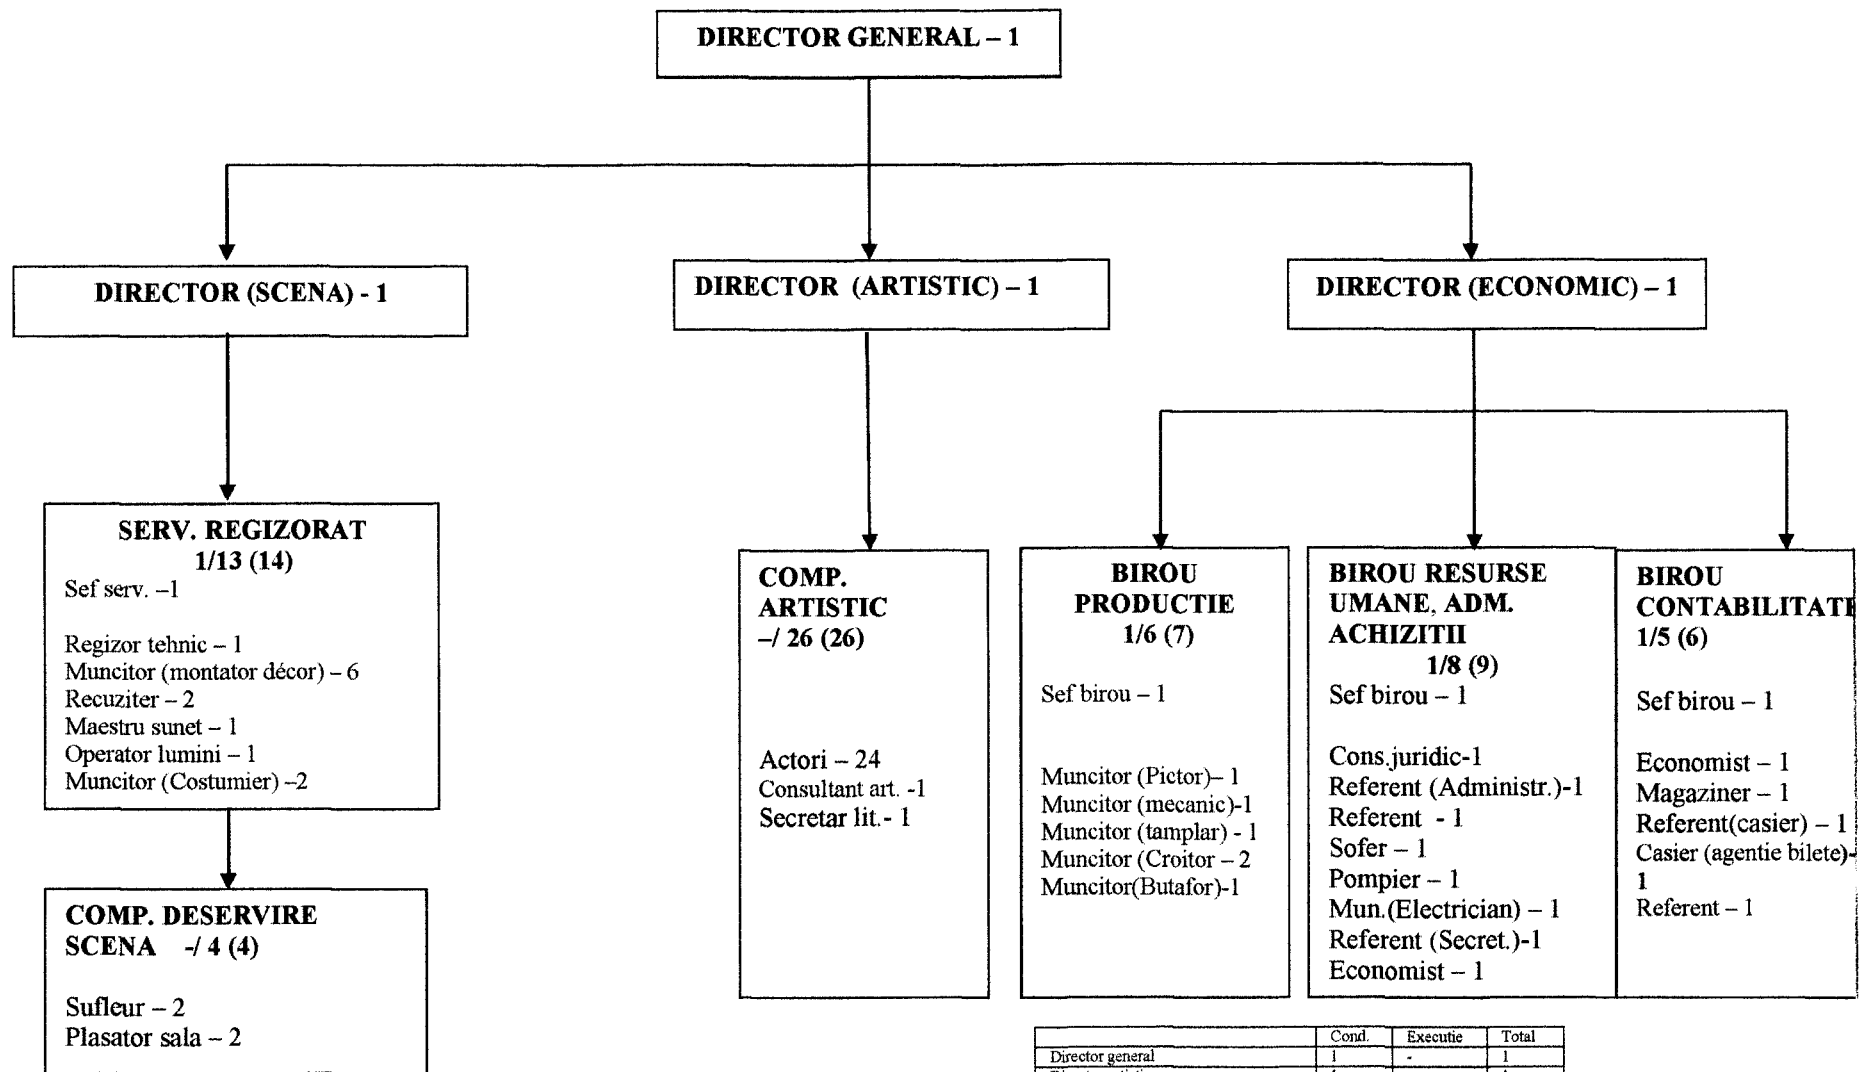 DIRECTOR GENERAL – 1
DIRECTOR (SCENA) - 1
DIRECTOR (ARTISTIC) – 1
DIRECTOR (ECONOMIC) – 1
SERV. REGIZORAT
1/13 (14)
Sef serv. –1
Regizor tehnic – 1
Muncitor (montator décor) – 6
Recuziter – 2
Maestru sunet – 1
Operator lumini – 1
Muncitor (Costumier) –2
COMP. DESERVIRE
SCENA -/ 4 (4)
Sufleur – 2
Plasator sala – 2
COMP.
ARTISTIC
–/ 26 (26)
Actori – 24
Consultant art. -1
Secretar lit.- 1
BIROU
PRODUCTIE
1/6 (7)
Sef birou – 1
Muncitor (Pictor)– 1
Muncitor (mecanic)-1
Muncitor (tamplar) - 1
Muncitor (Croitor – 2
Muncitor(Butafor)-1
BIROU RESURSE
UMANE, ADM.
ACHIZITII
1/8 (9)
Sef birou – 1
Cons.juridic-1
Referent (Administr.)-1
Referent - 1
Sofer – 1
Pompier – 1
Mun.(Electrician) – 1
Referent (Secret.)-1
Economist – 1
BIROU
CONTABILITATE
1/5 (6)
Sef birou – 1
Economist – 1
Magaziner – 1
Referent(casier) – 1
Casier (agentie bilete)-
1
Referent – 1
Cond. Executie Total
Director general 1 - 1